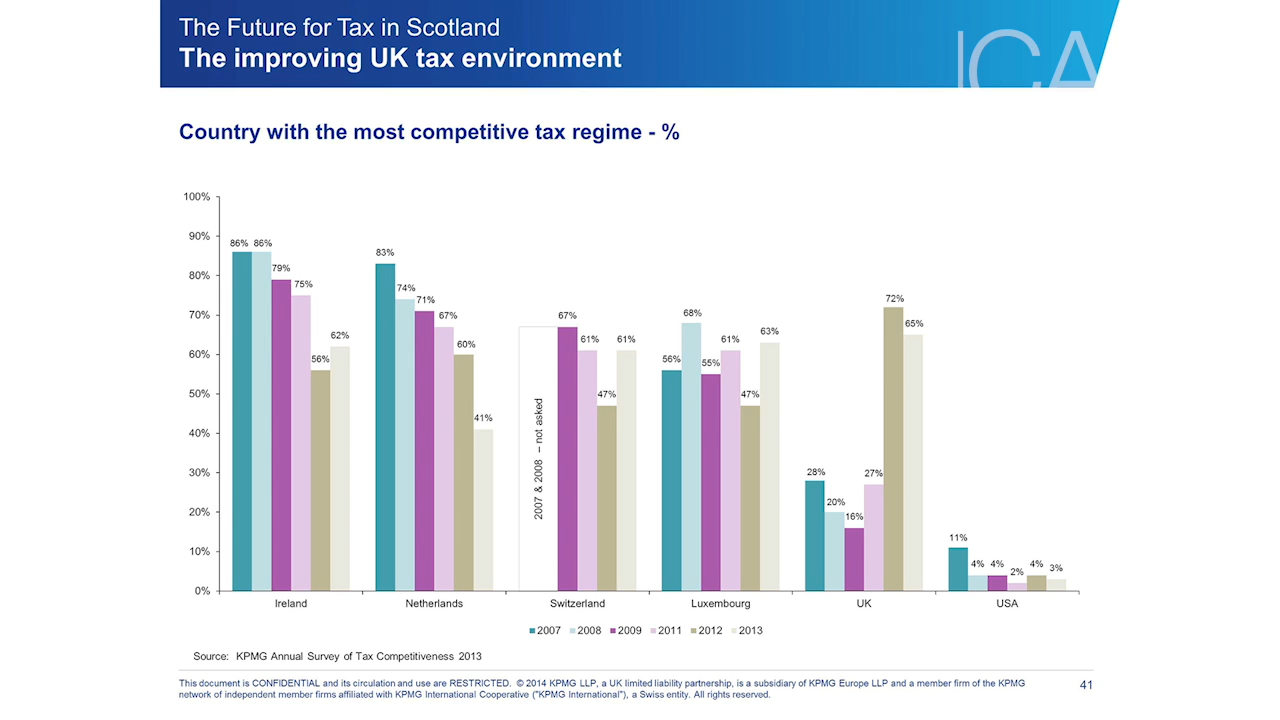 The Future for Tax in Scotland
The improving UK tax environment
ICA
Country with the most competitive tax regime - %
100%
90%
80%
70%
60%
50%
40%
30%
20%
10%
0%
86% 86% 79% 75% 56% 62%
83% 74% 71% 67% 60% 41%
2007 & 2008 – not asked
67% 61% 47% 61%
56% 68% 55% 61% 47% 63%
28% 20% 16% 27% 72% 65%
11% 4% 4% 2% 4% 3%
Ireland Netherlands Switzerland Luxembourg UK USA
2007 2008 2009 2011 2012 2013
Source: KPMG Annual Survey of Tax Competitiveness 2013
This document is CONFIDENTIAL and its circulation and use are RESTRICTED. © 2014 KPMG LLP, a UK limited liability partnership, is a subsidiary of KPMG Europe LLP and a member firm of the KPMG
network of independent member firms affiliated with KPMG International Cooperative ("KPMG International"), a Swiss entity. All rights reserved.
41